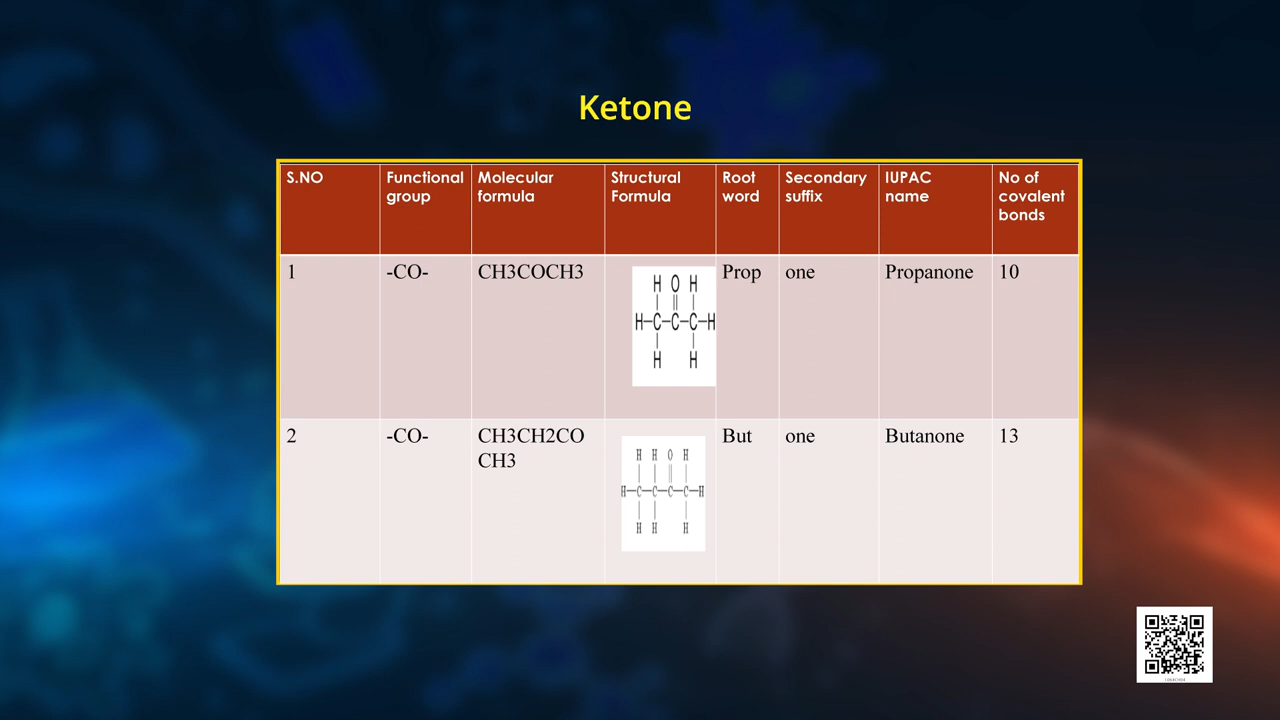 Ketone
S.NO
Functional
group
Molecular
formula
Structural
Formula
Root
word
Secondary
suffix
IUPAC
name
No of
covalent
bonds
1
-CO-
CH3COCH3
H O H
H-C-C-C-H
H H
Prop
one
Propanone
10
2
-CO-
CH3CH2CO
CH3
H H O H
H-C-C-C-C-H
H H H
But
one
Butanone
13